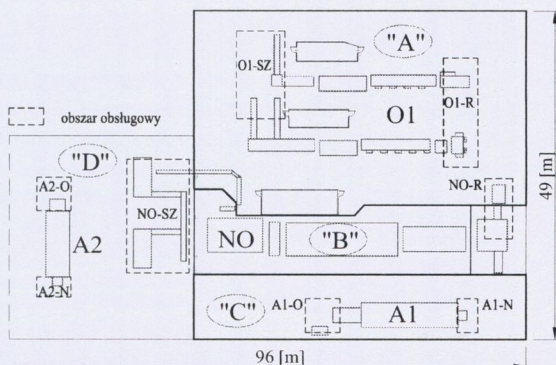 "A"
O1-SZ
O1
O1-R
obszar obsługowy
"D"
A2-O
NO-SZ
A2
A2-N
NO-R
NO
"B"
49 [m]
"C"
A1-O
A1
A1-N
96 [m]